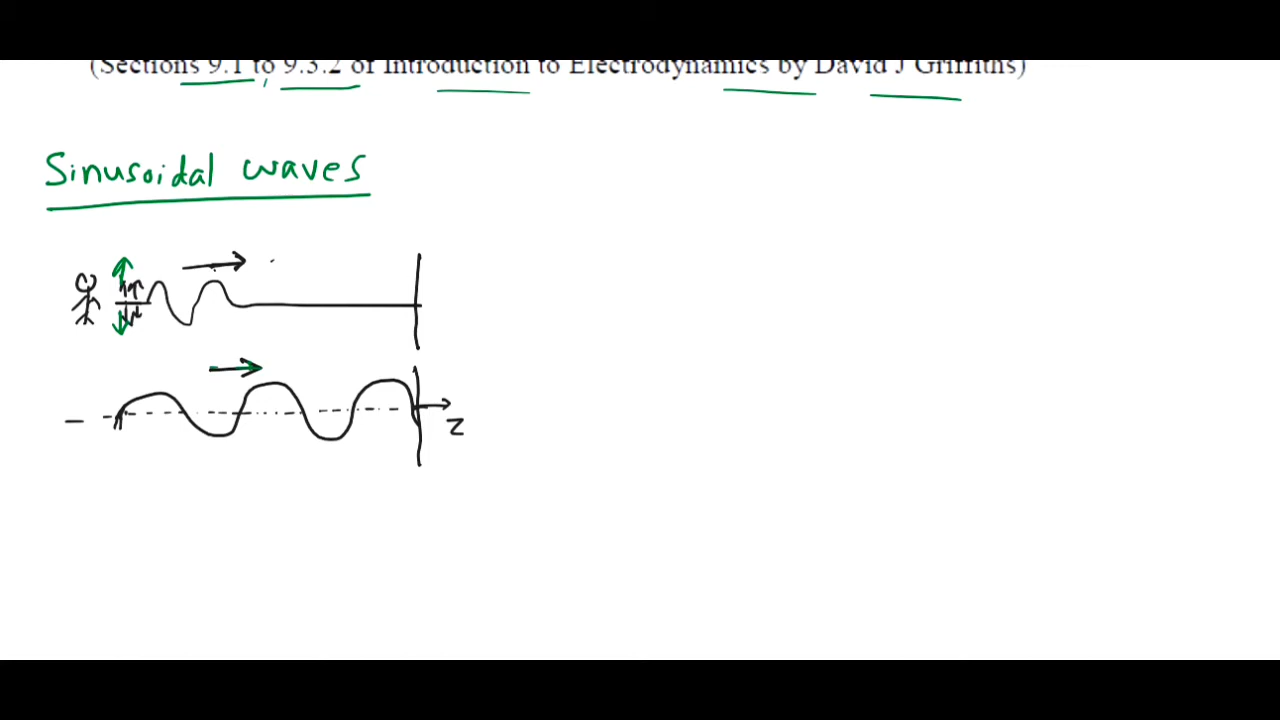 (Sections 9.1 to 9.3.2 of Introduction to Electrodynamics by David J Griffiths)
Sinusoidal waves
z